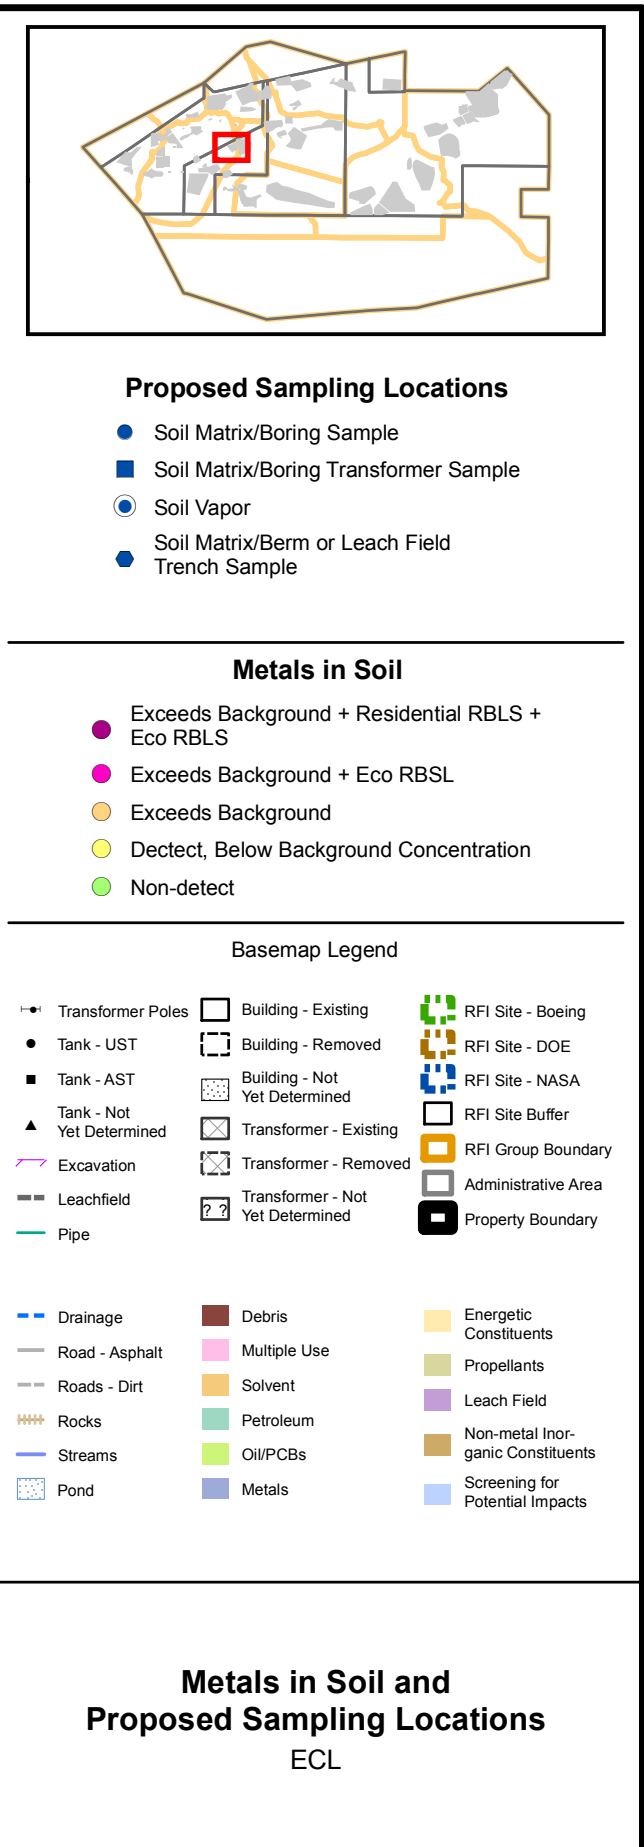 Proposed Sampling Locations
Soil Matrix/Boring Sample
Soil Matrix/Boring Transformer Sample
Soil Vapor
Soil Matrix/Berm or Leach Field
Trench Sample
Metals in Soil
Exceeds Background + Residential RBLS +
Eco RBLS
Exceeds Background + Eco RBSL
Exceeds Background
Dectect, Below Background Concentration
Non-detect
Basemap Legend
Transformer Poles
Tank - UST
Tank - AST
Tank - Not
Yet Determined
Excavation
Leachfield
Pipe
Building - Existing
Building - Removed
Building - Not
Yet Determined
Transformer - Existing
Transformer - Removed
? ?
Transformer - Not
Yet Determined
RFI Site - Boeing
RFI Site - DOE
RFI Site - NASA
RFI Site Buffer
RFI Group Boundary
Administrative Area
Property Boundary
Drainage
Road - Asphalt
Roads - Dirt
Rocks
Streams
Pond
Debris
Multiple Use
Solvent
Petroleum
Oil/PCBs
Metals
Energetic
Constituents
Propellants
Leach Field
Non-metal Inor-
ganic Constituents
Screening for
Potential Impacts
Metals in Soil and
Proposed Sampling Locations
ECL